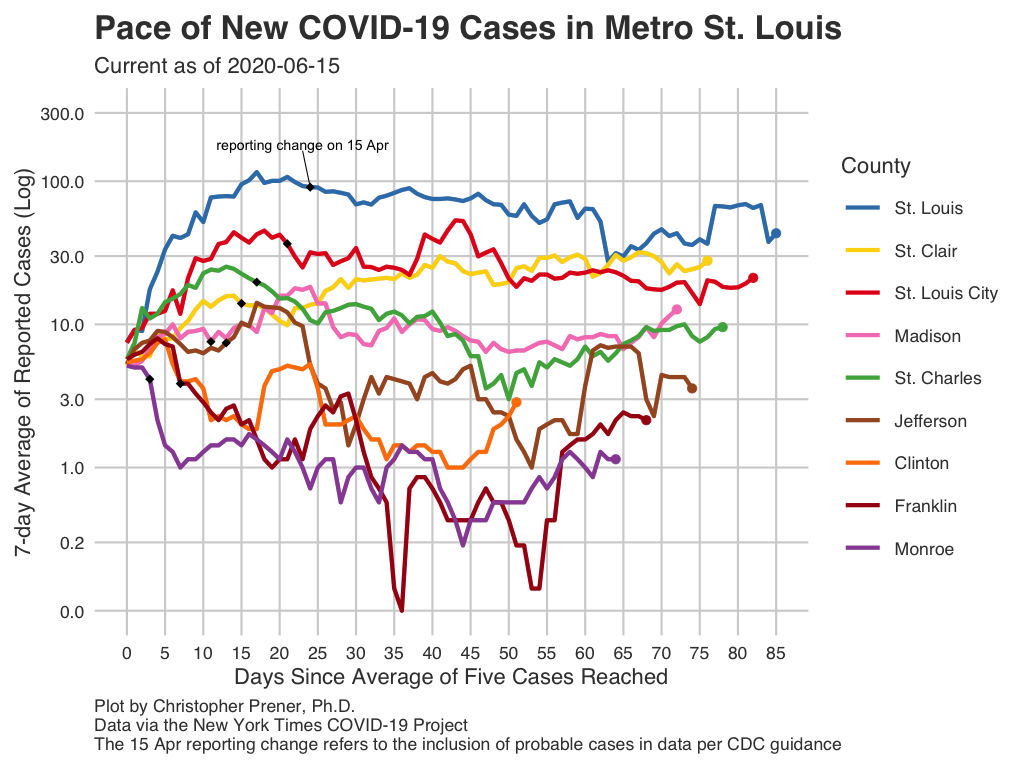 Pace of New COVID-19 Cases in Metro St. Louis
Current as of 2020-06-15
7-day Average of Reported Cases (Log)
300.0
100.0
30.0
10.0
3.0
1.0
0.2
0.0
reporting change on 15 Apr
0 5 10 15 20 25 30 35 40 45 50 55 60 65 70 75 80 85
Days Since Average of Five Cases Reached
County
St. Louis
St. Clair
St. Louis City
Madison
St. Charles
Jefferson
Clinton
Franklin
Monroe
Plot by Christopher Prener, Ph.D.
Data via the New York Times COVID-19 Project
The 15 Apr reporting change refers to the inclusion of probable cases in data per CDC guidance